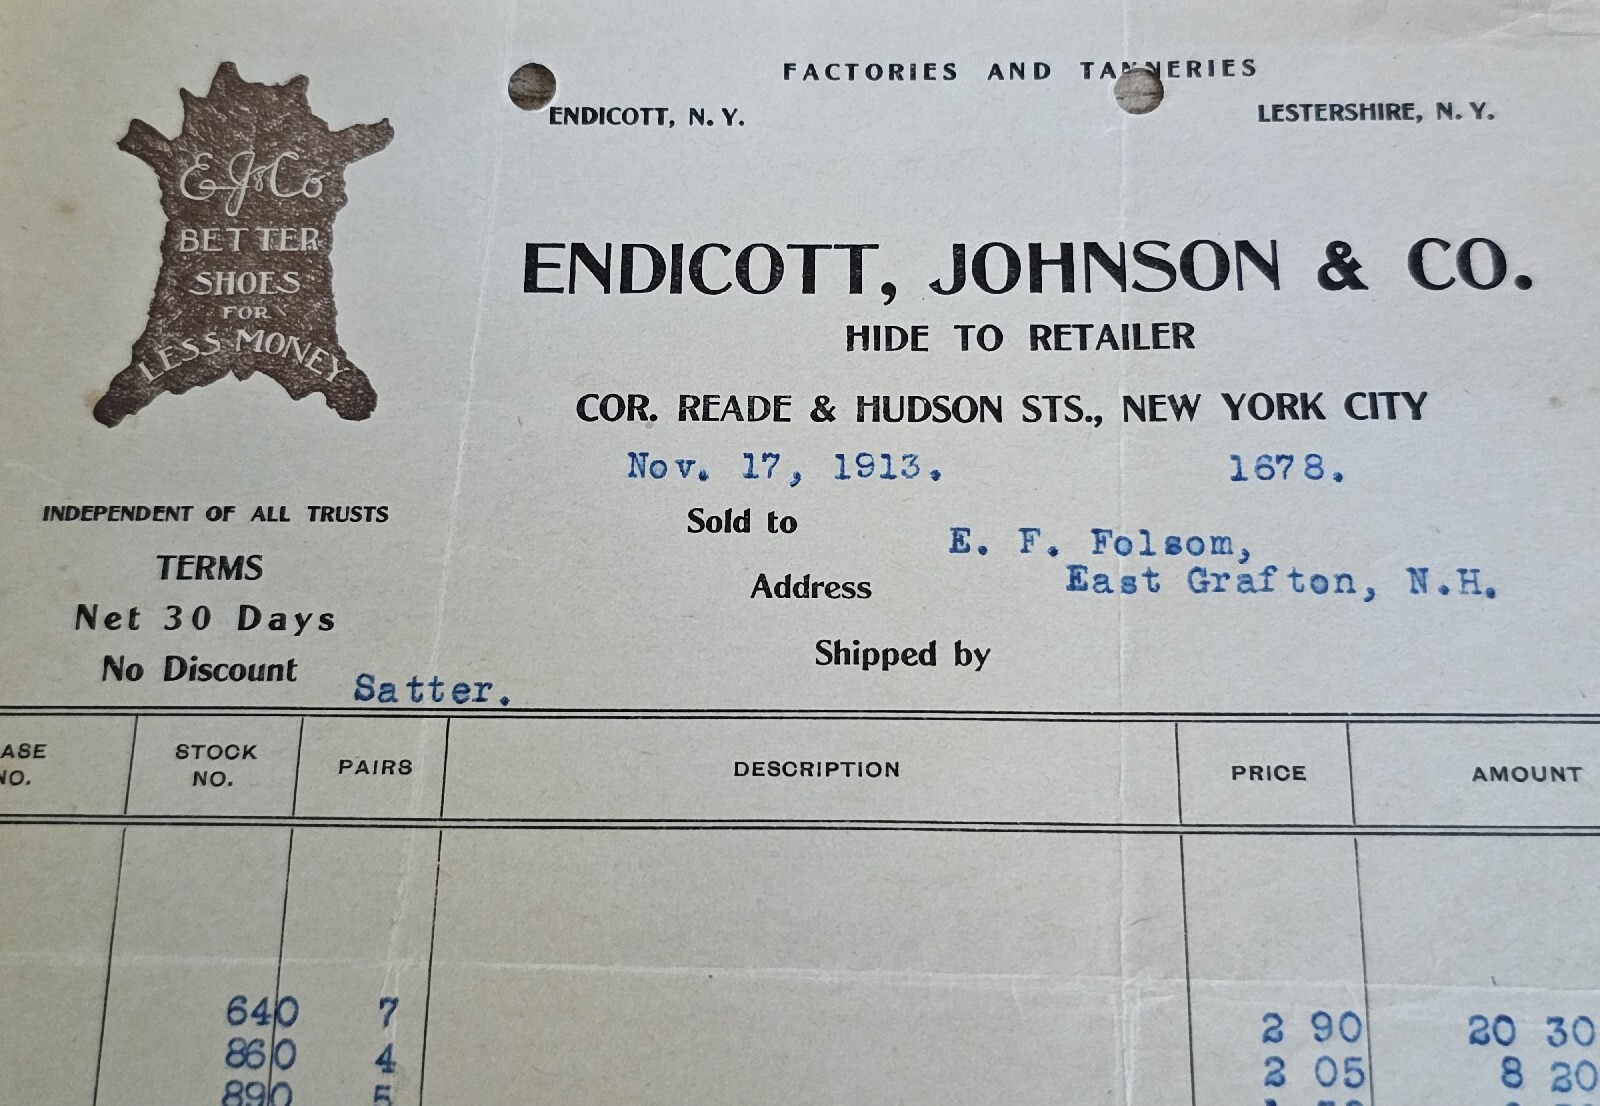 FACTORIES AND TANNERIES
ENDICOTT, N. Y. LESTERSHIRE, N. Y.
E J & Co
BETTER
SHOES
FOR
LESS MONEY
ENDICOTT, JOHNSON & CO.
HIDE TO RETAILER
COR. READE & HUDSON STS., NEW YORK CITY
Nov. 17, 1913. 1678.
INDEPENDENT OF ALL TRUSTS
TERMS
Net 30 Days
No Discount
Sold to E. F. Folsom,
Address East Grafton, N.H.
Shipped by
Satter.
ASE NO. STOCK NO. PAIRS DESCRIPTION PRICE AMOUNT
640 7 2 90 20 30
860 4 2 05 8 20
890 5